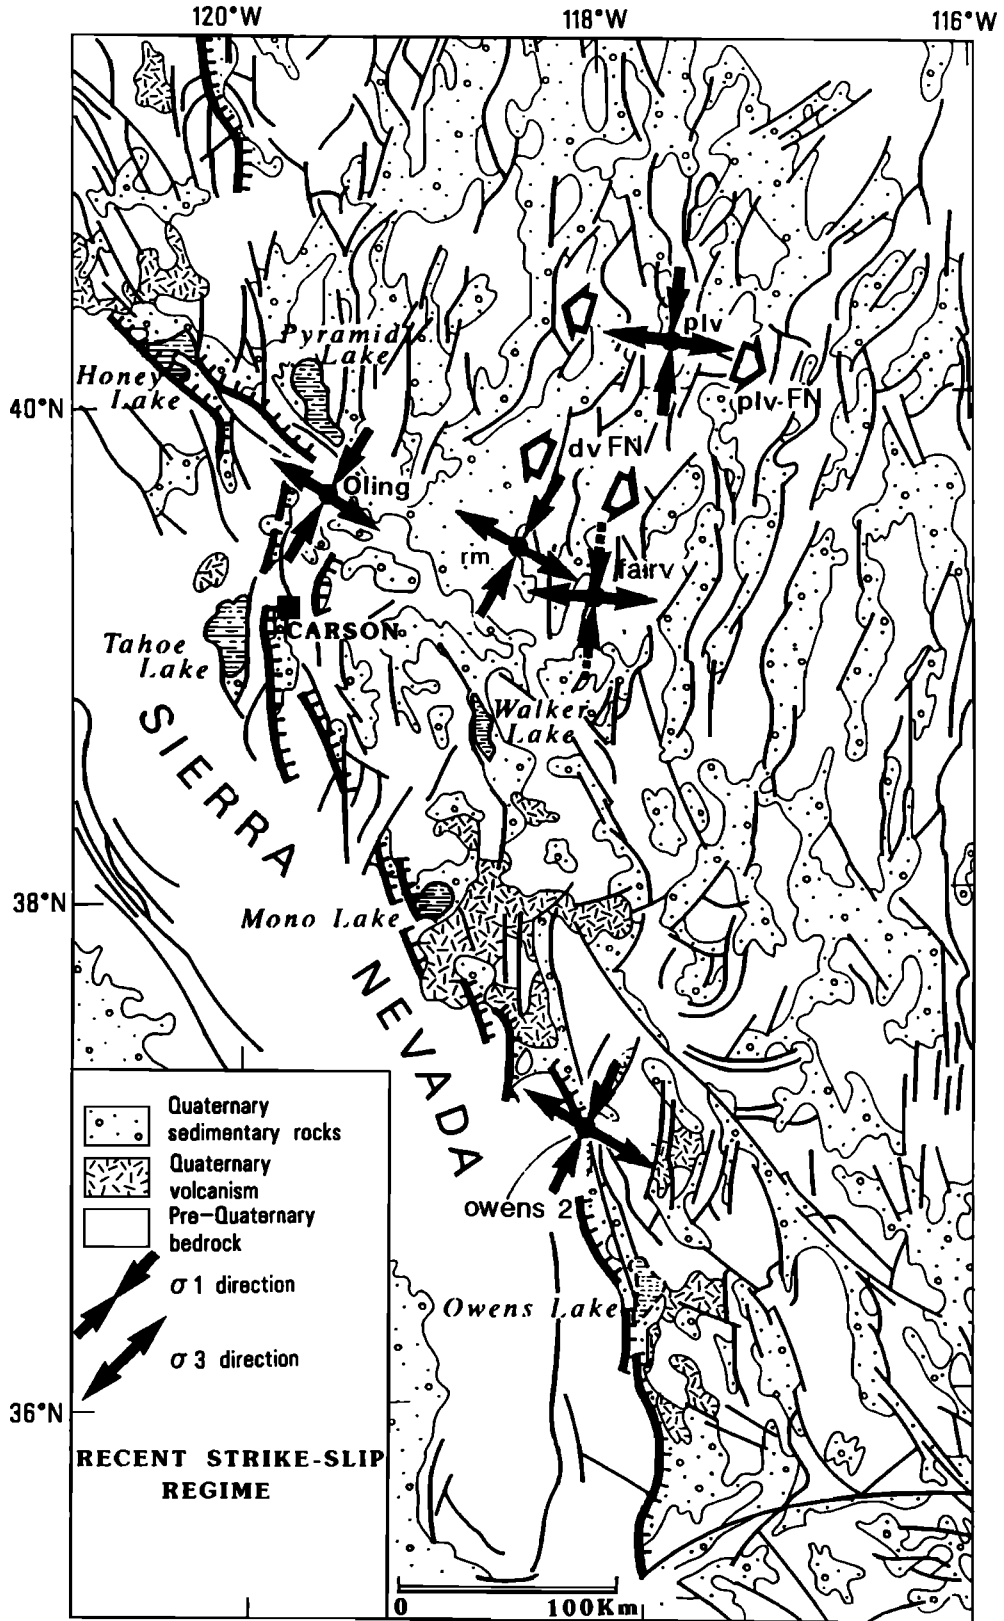 120°W 118°W 116°W
plv
Pyramid
Lake
Honey
Lake
plv-FN
40°N
dv FN
Oling
rm
fairv
CARSON
Tahoe
Lake
Walker
Lake
SIERRA
38°N
Mono Lake
NEVADA
Quaternary
sedimentary rocks
Quaternary
volcanism
Pre-Quaternary
bedrock
owens 2
σ 1 direction
Owens Lake
σ 3 direction
36°N
RECENT STRIKE-SLIP
REGIME
0 100Km